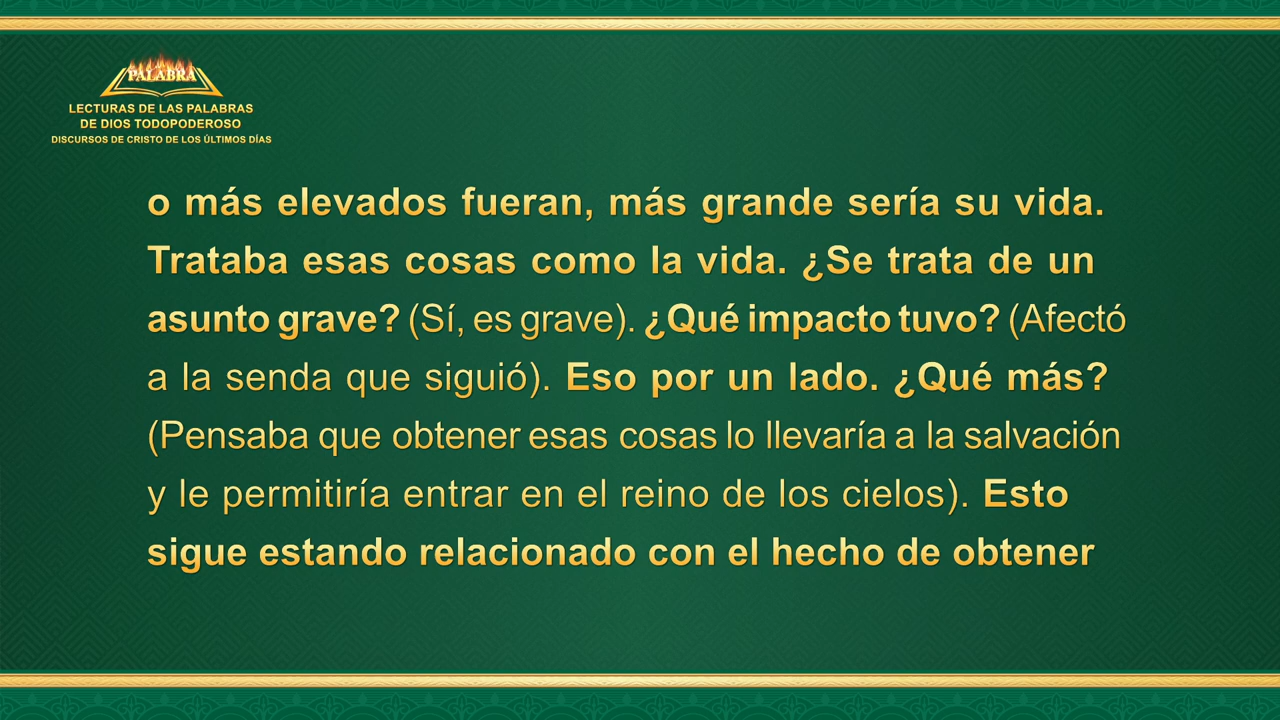 PALABRA
LECTURAS DE LAS PALABRAS
DE DIOS TODOPODEROSO
DISCURSOS DE CRISTO DE LOS ÚLTIMOS DÍAS
o más elevados fueran, más grande sería su vida.
Trataba esas cosas como la vida. ¿Se trata de un
asunto grave? (Sí, es grave). ¿Qué impacto tuvo? (Afectó
a la senda que siguió). Eso por un lado. ¿Qué más?
(Pensaba que obtener esas cosas lo llevaría a la salvación
y le permitiría entrar en el reino de los cielos). Esto
sigue estando relacionado con el hecho de obtener